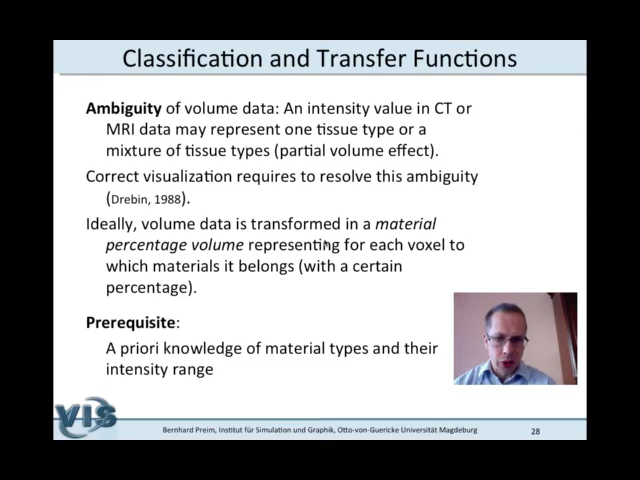 Classification and Transfer Functions
Ambiguity of volume data: An intensity value in CT or
MRI data may represent one tissue type or a
mixture of tissue types (partial volume effect).
Correct visualization requires to resolve this ambiguity
(Drebin, 1988).
Ideally, volume data is transformed in a material
percentage volume representing for each voxel to
which materials it belongs (with a certain
percentage).
Prerequisite:
A priori knowledge of material types and their
intensity range
VIS
Bernhard Preim, Institut für Simulation und Graphik, Otto-von-Guericke Universität Magdeburg
28